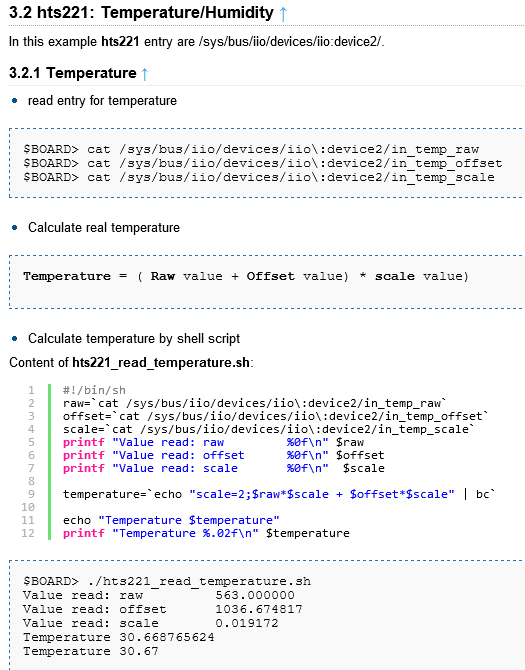 3.2 hts221: Temperature/Humidity ↑
In this example hts221 entry are /sys/bus/iio/devices/iio:device2/.
3.2.1 Temperature ↑
• read entry for temperature
$BOARD> cat /sys/bus/iio/devices/iio\:device2/in_temp_raw
$BOARD> cat /sys/bus/iio/devices/iio\:device2/in_temp_offset
$BOARD> cat /sys/bus/iio/devices/iio\:device2/in_temp_scale
• Calculate real temperature
Temperature = ( Raw value + Offset value) * scale value)
• Calculate temperature by shell script
Content of hts221_read_temperature.sh:
1 #!/bin/sh
2 raw=`cat /sys/bus/iio/devices/iio\:device2/in_temp_raw`
3 offset=`cat /sys/bus/iio/devices/iio\:device2/in_temp_offset`
4 scale=`cat /sys/bus/iio/devices/iio\:device2/in_temp_scale`
5 printf "Value read: raw         %0f\n" $raw
6 printf "Value read: offset      %0f\n" $offset
7 printf "Value read: scale       %0f\n"  $scale
8
9 temperature=`echo "scale=2;$raw*$scale + $offset*$scale" | bc`
10
11 echo "Temperature $temperature"
12 printf "Temperature %.02f\n" $temperature
$BOARD> ./hts221_read_temperature.sh
Value read: raw         563.000000
Value read: offset      1036.674817
Value read: scale       0.019172
Temperature 30.668765624
Temperature 30.67